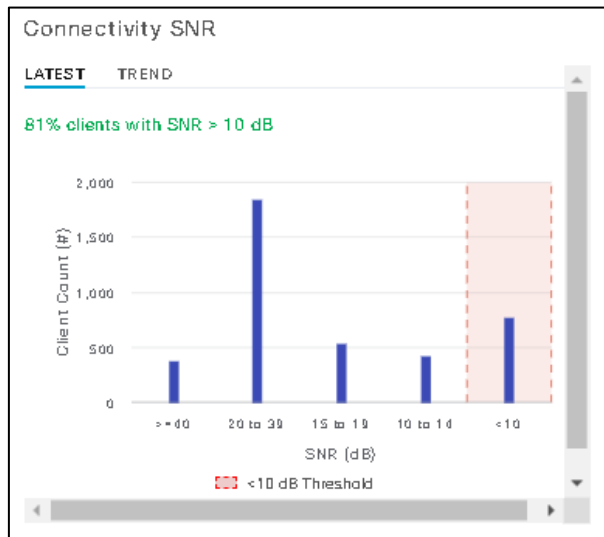 Connectivity SNR
LATEST TREND
81% clients with SNR > 10 dB
2,000
1,500
1,000
500
0
Client Count (#)
>=40 20 to 39 15 to 19 10 to 14 <10
SNR (dB)
<10 dB Threshold